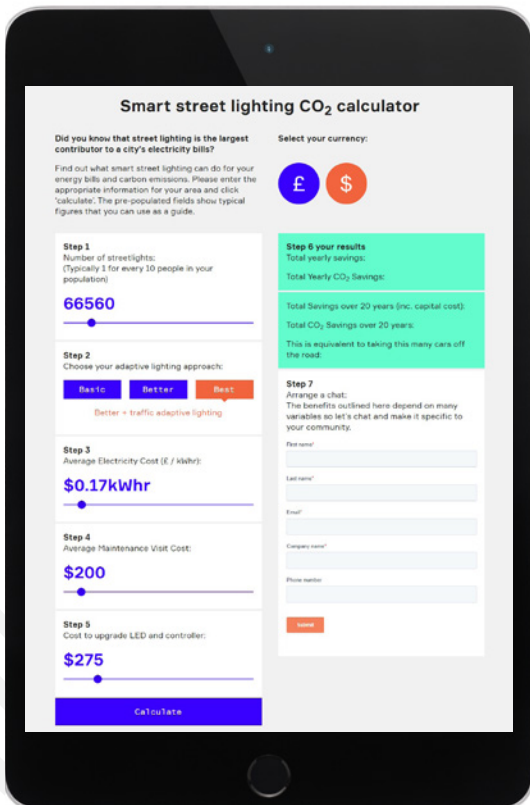 Smart street lighting CO₂ calculator
Did you know that street lighting is the largest
contributor to a city's electricity bills?
Find out what smart street lighting can do for your
energy bills and carbon emissions. Please enter the
appropriate information for your area and click
'calculate'. The pre-populated fields show typical
figures that you can use as a guide.
Select your currency:
£
$
Step 1
Number of streetlights:
(Typically 1 for every 10 people in your
population)
66560
Step 2
Choose your adaptive lighting approach:
Basic
Better
Best
Better = traffic adaptive lighting
Step 3
Average Electricity Cost (£ / kWhr):
$0.17kWhr
Step 4
Average Maintenance Visit Cost:
$200
Step 5
Cost to upgrade LED and controller:
$275
Calculate
Step 6 your results
Total yearly savings:
Total Yearly CO₂ Savings:
Total Savings over 20 years (inc. capital cost):
Total CO₂ Savings over 20 years:
This is equivalent to taking this many cars off
the road:
Step 7
Arrange a chat:
The benefits outlined here depend on many
variables so let's chat and make it specific to
your community.
First name*
Last name*
Email*
Company name*
Phone number